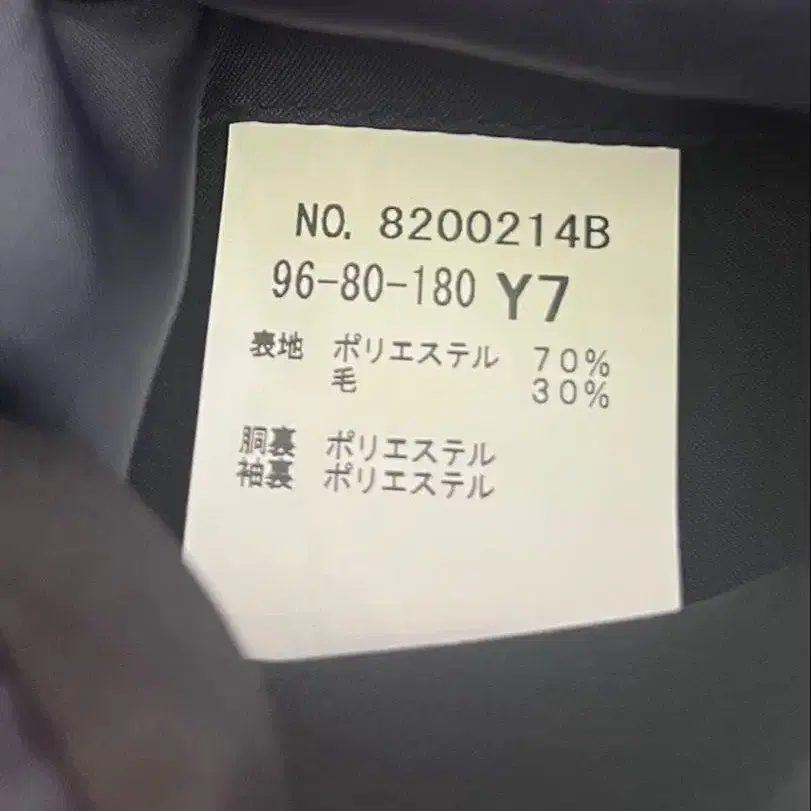 NO. 8200214B
96-80-180 Y7
表地 ポリエステル 70%
毛 30%
胴裏 ポリエステル
袖裏 ポリエステル